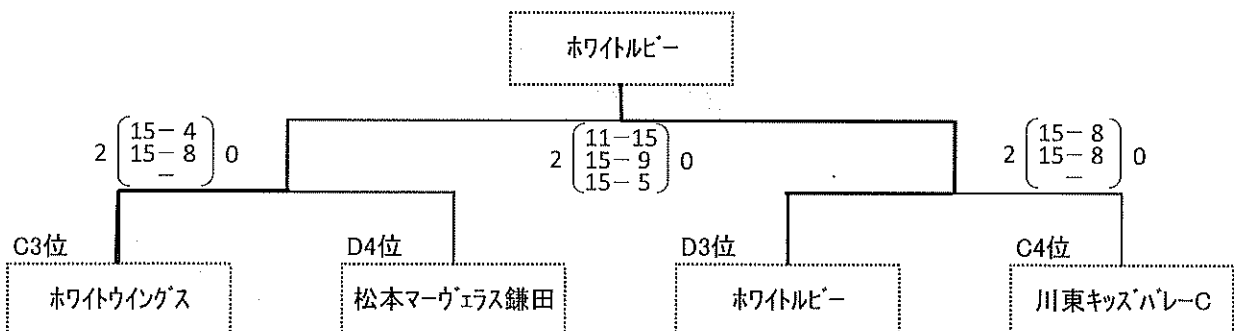 ホワイトルビー
15－ 4
2 15－ 8 0
－
11－15
2 15－ 9 0
15－ 5
15－ 8
2 15－ 8 0
－
C3位
D4位
D3位
C4位
ホワイトウイングス
松本マーヴェラス鎌田
ホワイトルビー
川東キッズバレーC